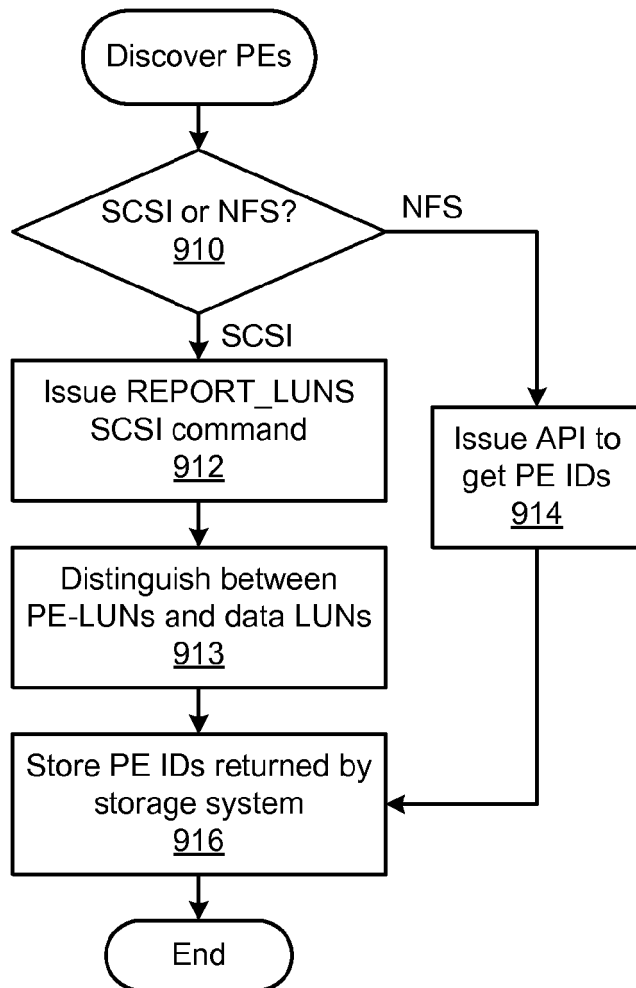 Discover PEs
SCSI or NFS?
910
NFS
SCSI
Issue REPORT_LUNS
SCSI command
912
Issue API to
get PE IDs
914
Distinguish between
PE-LUNs and data LUNs
913
Store PE IDs returned by
storage system
916
End